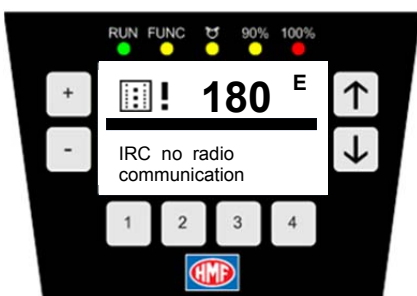 RUN FUNC 90% 100%
+ ! 180 E
-
IRC no radio
communication
1 2 3 4
HMF